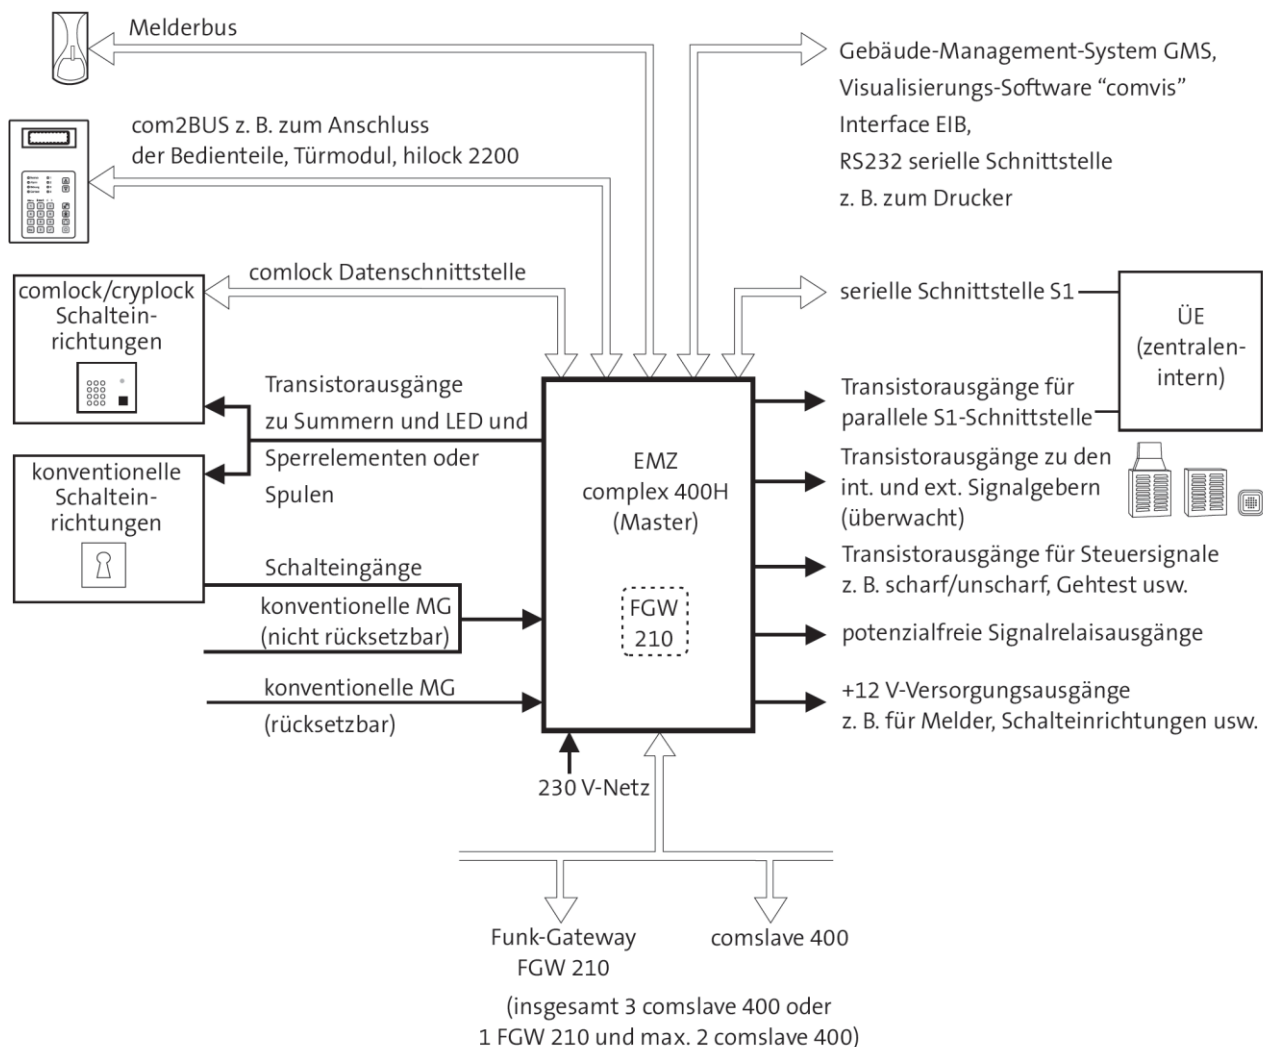 Melderbus
com2BUS z. B. zum Anschluss
der Bedienteile, Türmodul, hilock 2200
comlock Datenschnittstelle
comlock/cryplock
Schaltein-
richtungen
Transistorausgänge
zu Summern und LED und
Sperrelementen oder
Spulen
konventionelle
Schaltein-
richtungen
Schalteingänge
konventionelle MG
(nicht rücksetzbar)
konventionelle MG
(rücksetzbar)
EMZ
complex 400H
(Master)
FGW
210
230 V-Netz
Gebäude-Management-System GMS,
Visualisierungs-Software “comvis”
Interface EIB,
RS232 serielle Schnittstelle
z. B. zum Drucker
serielle Schnittstelle S1
ÜE
(zentralen-
intern)
Transistorausgänge für
parallele S1-Schnittstelle
Transistorausgänge zu den
int. und ext. Signalgebern
(überwacht)
Transistorausgänge für Steuersignale
z. B. scharf/unscharf, Gehtest usw.
potenzialfreie Signalrelaisausgänge
+12 V-Versorgungsausgänge
z. B. für Melder, Schalteinrichtungen usw.
Funk-Gateway
FGW 210
comslave 400
(insgesamt 3 comslave 400 oder
1 FGW 210 und max. 2 comslave 400)